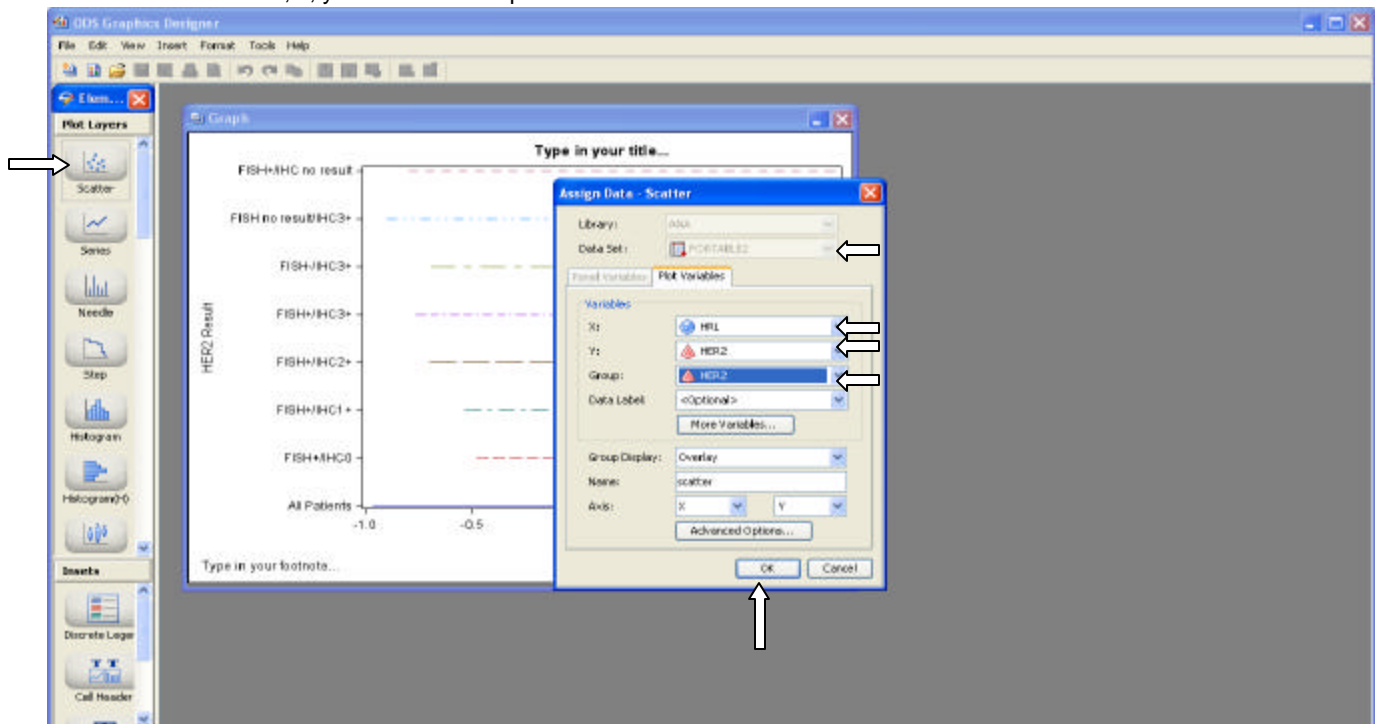 ODS Graphics Designer
File Edit View Insert Format Tools Help
Elem...
Plot Layers
Scatter
Series
Needle
Step
Histogram
Histogram(H)
Inserts
Discrete Leger
Cell Header
Graph
Type in your title...
HER2 Result
FISH+/IHC no result
FISH no result/IHC3+
FISH-/IHC3+
FISH+/IHC3+
FISH+/IHC2+
FISH+/IHC1+
FISH+/IHC0
All Patients
-1.0 -0.5
Type in your footnote...
Assign Data - Scatter
Library:
Data Set:
Panel Variables Plot Variables
Variables
X: HRL
Y: HER2
Group: HER2
Data Label: <Optional>
More Variables...
Group Display: Overlay
Name: scatter
Axis: X Y
Advanced Options...
OK Cancel